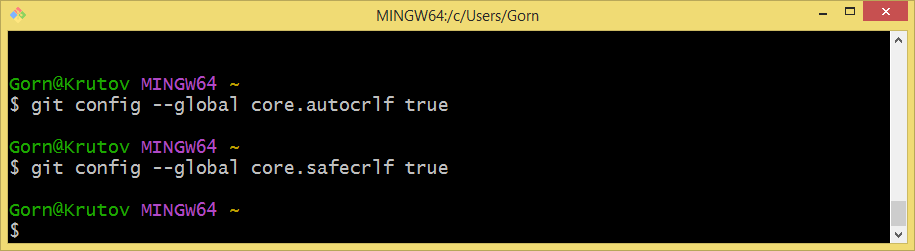 MINGW64:/c/Users/Gorn
Gorn@Krutov MINGW64 ~
$ git config --global core.autocrlf true
Gorn@Krutov MINGW64 ~
$ git config --global core.safecrlf true
Gorn@Krutov MINGW64 ~
$